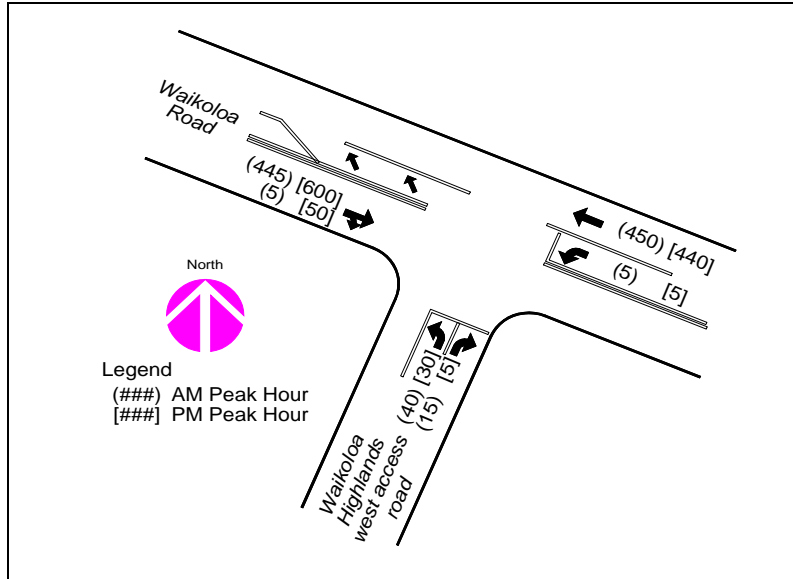 Waikoloa
Road
(445) [600]
(5) [50]
(450) [440]
(5) [5]
North
Legend
(###) AM Peak Hour
[###] PM Peak Hour
(40) [30]
(15) [5]
Waikoloa
Highlands
west access
road